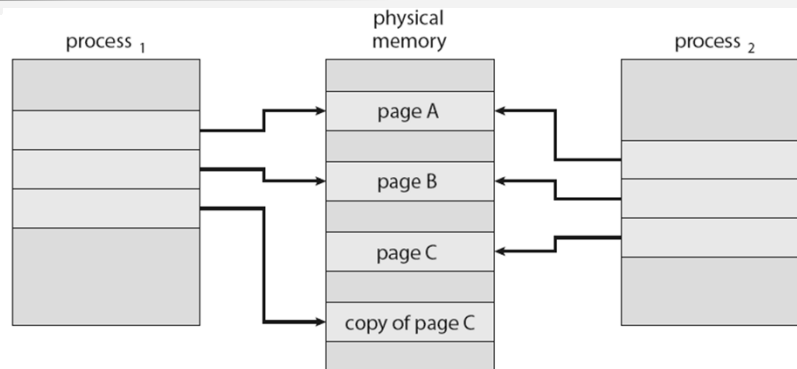 physical
memory
process 1
process 2
page A
page B
page C
copy of page C